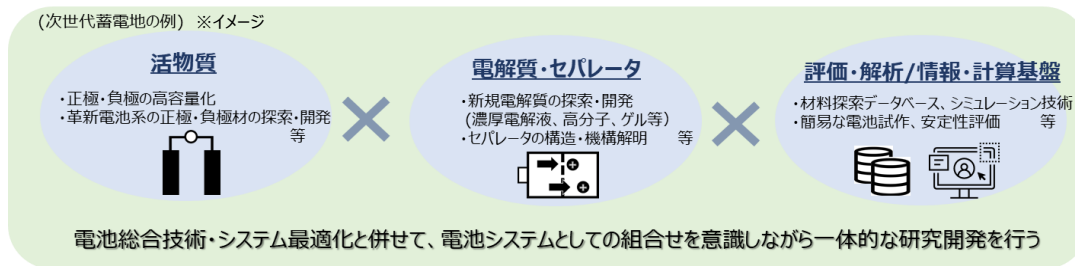 (次世代蓄電地の例) ※イメージ
活物質
・正極・負極の高容量化
・革新電池系の正極・負極材の探索・開発
等
電解質・セパレータ
・新規電解質の探索・開発
(濃厚電解液、高分子、ゲル等)
・セパレータの構造・機構解明 等
評価・解析/情報・計算基盤
・材料探索データベース、シミュレーション技術
・簡易な電池試作、安定性評価 等
電池総合技術・システム最適化と併せて、電池システムとしての組合せを意識しながら一体的な研究開発を行う